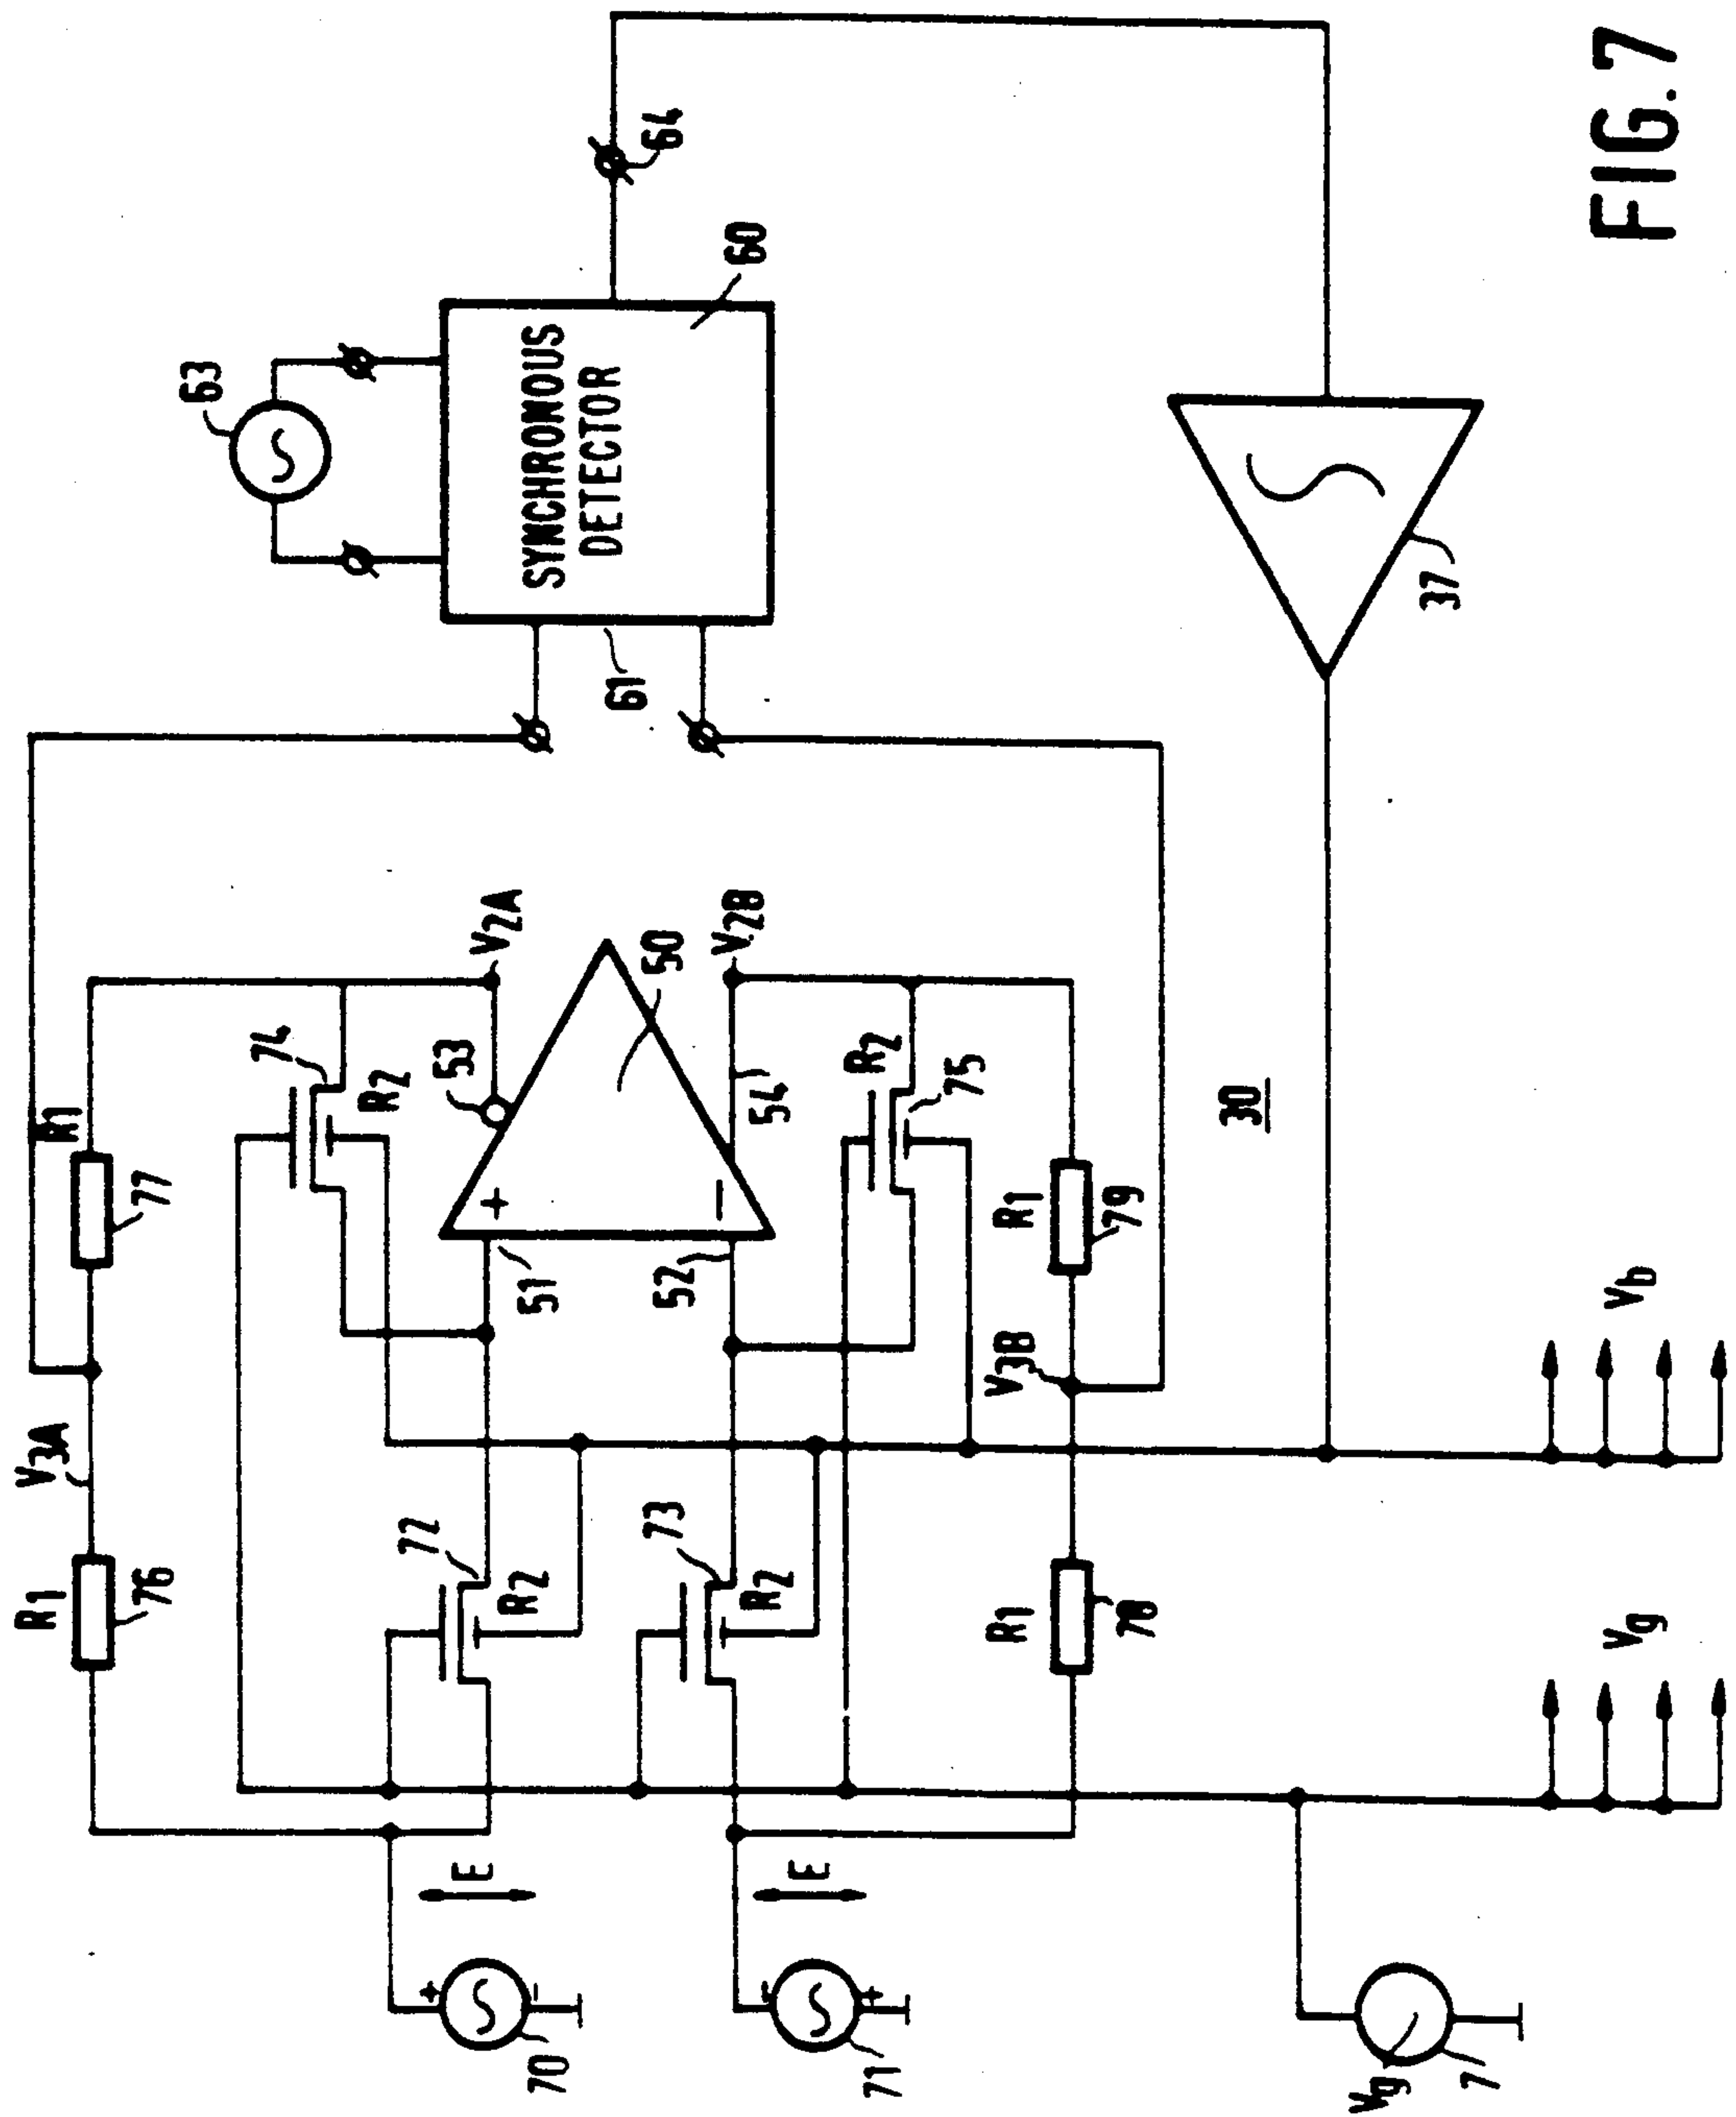 63
64
60
SYNCHRONOUS
DETECTOR
61
37
FIG.7
R1
77
V3A
R1
76
74
R2
53
V2A
50
V2B
54
+
−
51
52
R2
75
R1
79
V3B
30
72
R2
73
R2
R1
78
Vb
Vg
E
E
+
−
70
−
+
71
Vg
7